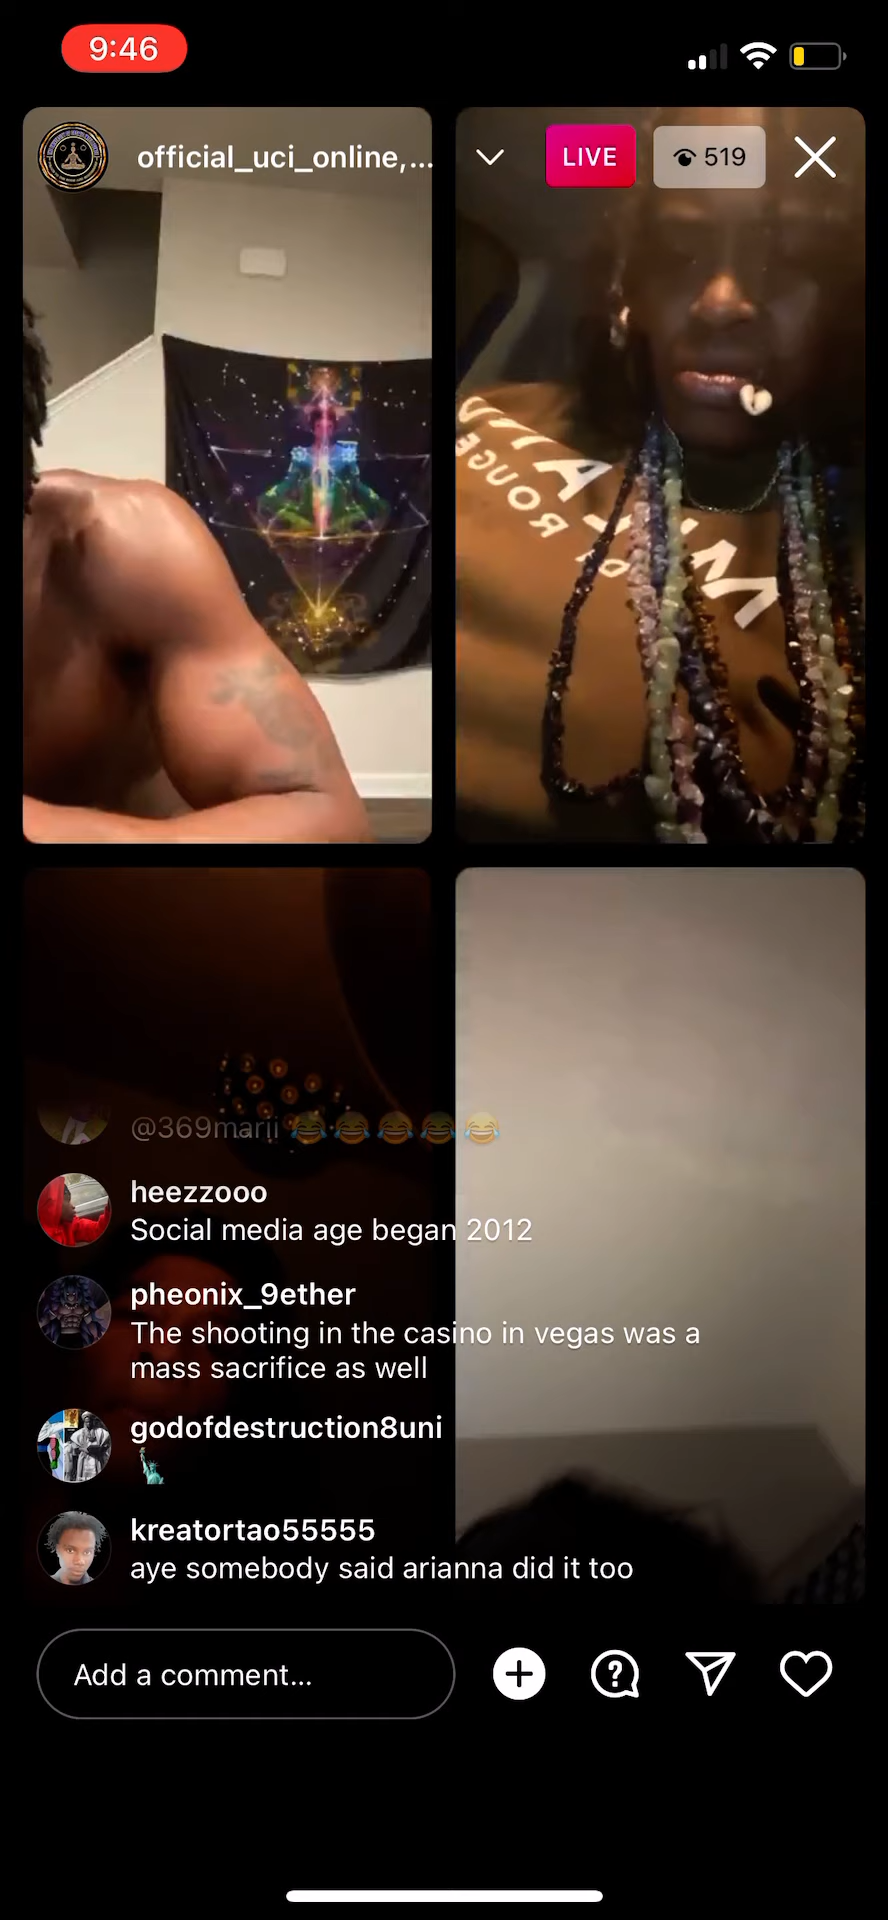 9:46
official_uci_online,...
LIVE
519
@369marii 😂😂😂😂😂
heezzooo
Social media age began 2012
pheonix_9ether
The shooting in the casino in vegas was a
mass sacrifice as well
godofdestruction8uni
🗽
kreatortao55555
aye somebody said arianna did it too
Add a comment...